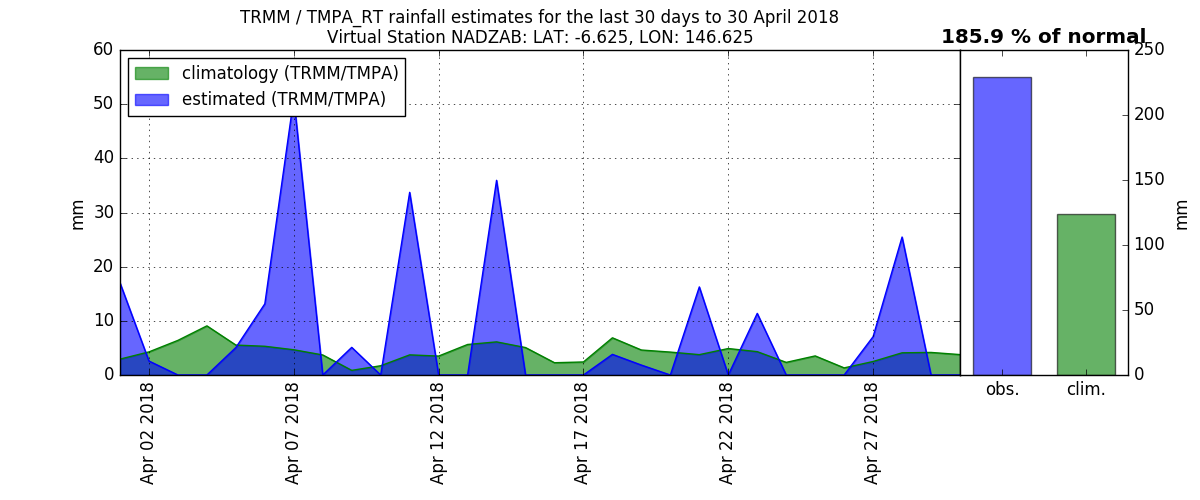 TRMM / TMPA_RT rainfall estimates for the last 30 days to 30 April 2018
Virtual Station NADZAB: LAT: -6.625, LON: 146.625
185.9 % of normal
climatology (TRMM/TMPA)
estimated (TRMM/TMPA)
mm
60
50
40
30
20
10
0
Apr 02 2018
Apr 07 2018
Apr 12 2018
Apr 17 2018
Apr 22 2018
Apr 27 2018
obs.
clim.
250
200
150
100
50
0
mm